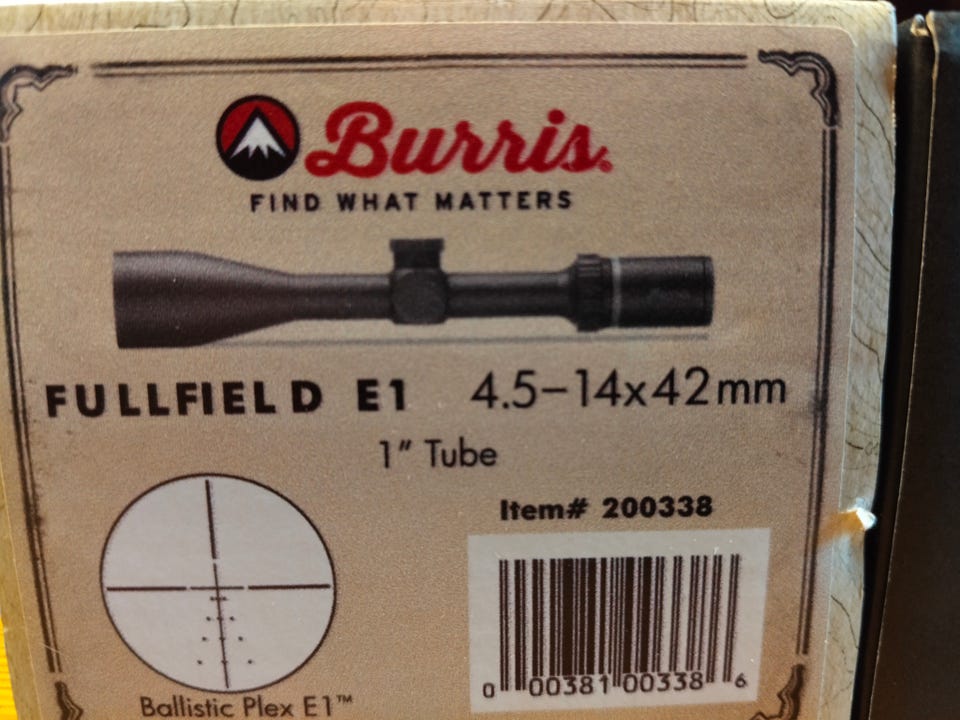 Burris®
FIND WHAT MATTERS
FULLFIELD E1 4.5–14x42mm
1" Tube
Item# 200338
0 00381 00338 6
Ballistic Plex E1™